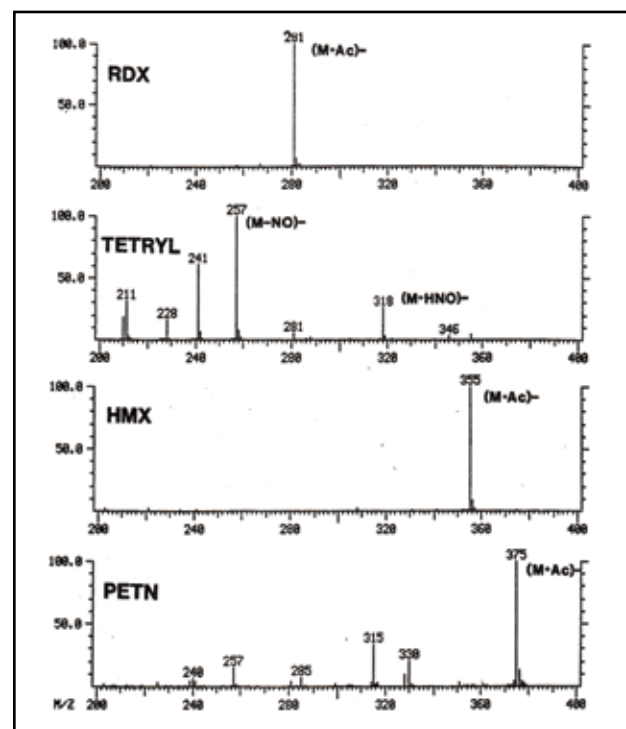 100.0
281
(M·Ac)-
RDX
50.0
200 240 280 320 360 400
100.0
257
(M-NO)-
TETRYL
241
50.0
211
228
281
318
(M·HNO)-
346
200 240 280 320 360 400
100.0
355
(M·Ac)-
HMX
50.0
200 240 280 320 360 400
100.0
375
(M·Ac)-
PETN
50.0
315
330
257
240
285
M/Z
200 240 280 320 360 400